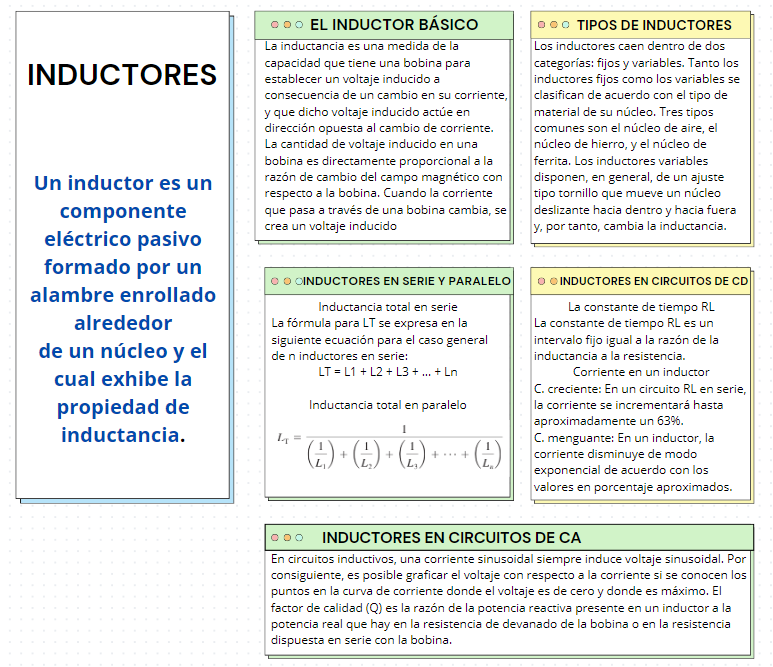 INDUCTORES
Un inductor es un
componente
eléctrico pasivo
formado por un
alambre enrollado
alrededor
de un núcleo y el
cual exhibe la
propiedad de
inductancia.
EL INDUCTOR BÁSICO
La inductancia es una medida de la
capacidad que tiene una bobina para
establecer un voltaje inducido a
consecuencia de un cambio en su corriente,
y que dicho voltaje inducido actúe en
dirección opuesta al cambio de corriente.
La cantidad de voltaje inducido en una
bobina es directamente proporcional a la
razón de cambio del campo magnético con
respecto a la bobina. Cuando la corriente
que pasa a través de una bobina cambia, se
crea un voltaje inducido
TIPOS DE INDUCTORES
Los inductores caen dentro de dos
categorías: fijos y variables. Tanto los
inductores fijos como los variables se
clasifican de acuerdo con el tipo de
material de su núcleo. Tres tipos
comunes son el núcleo de aire, el
núcleo de hierro, y el núcleo de
ferrita. Los inductores variables
disponen, en general, de un ajuste
tipo tornillo que mueve un núcleo
deslizante hacia dentro y hacia fuera
y, por tanto, cambia la inductancia.
INDUCTORES EN SERIE Y PARALELO
Inductancia total en serie
La fórmula para LT se expresa en la
siguiente ecuación para el caso general
de n inductores en serie:
LT = L1 + L2 + L3 + ... + Ln
Inductancia total en paralelo
L_T = 1 / ((1/L_1) + (1/L_2) + (1/L_3) + ··· + (1/L_n))
INDUCTORES EN CIRCUITOS DE CD
La constante de tiempo RL
La constante de tiempo RL es un
intervalo fijo igual a la razón de la
inductancia a la resistencia.
Corriente en un inductor
C. creciente: En un circuito RL en serie,
la corriente se incrementará hasta
aproximadamente un 63%.
C. menguante: En un inductor, la
corriente disminuye de modo
exponencial de acuerdo con los
valores en porcentaje aproximados.
INDUCTORES EN CIRCUITOS DE CA
En circuitos inductivos, una corriente sinusoidal siempre induce voltaje sinusoidal. Por
consiguiente, es posible graficar el voltaje con respecto a la corriente si se conocen los
puntos en la curva de corriente donde el voltaje es de cero y donde es máximo. El
factor de calidad (Q) es la razón de la potencia reactiva presente en un inductor a la
potencia real que hay en la resistencia de devanado de la bobina o en la resistencia
dispuesta en serie con la bobina.